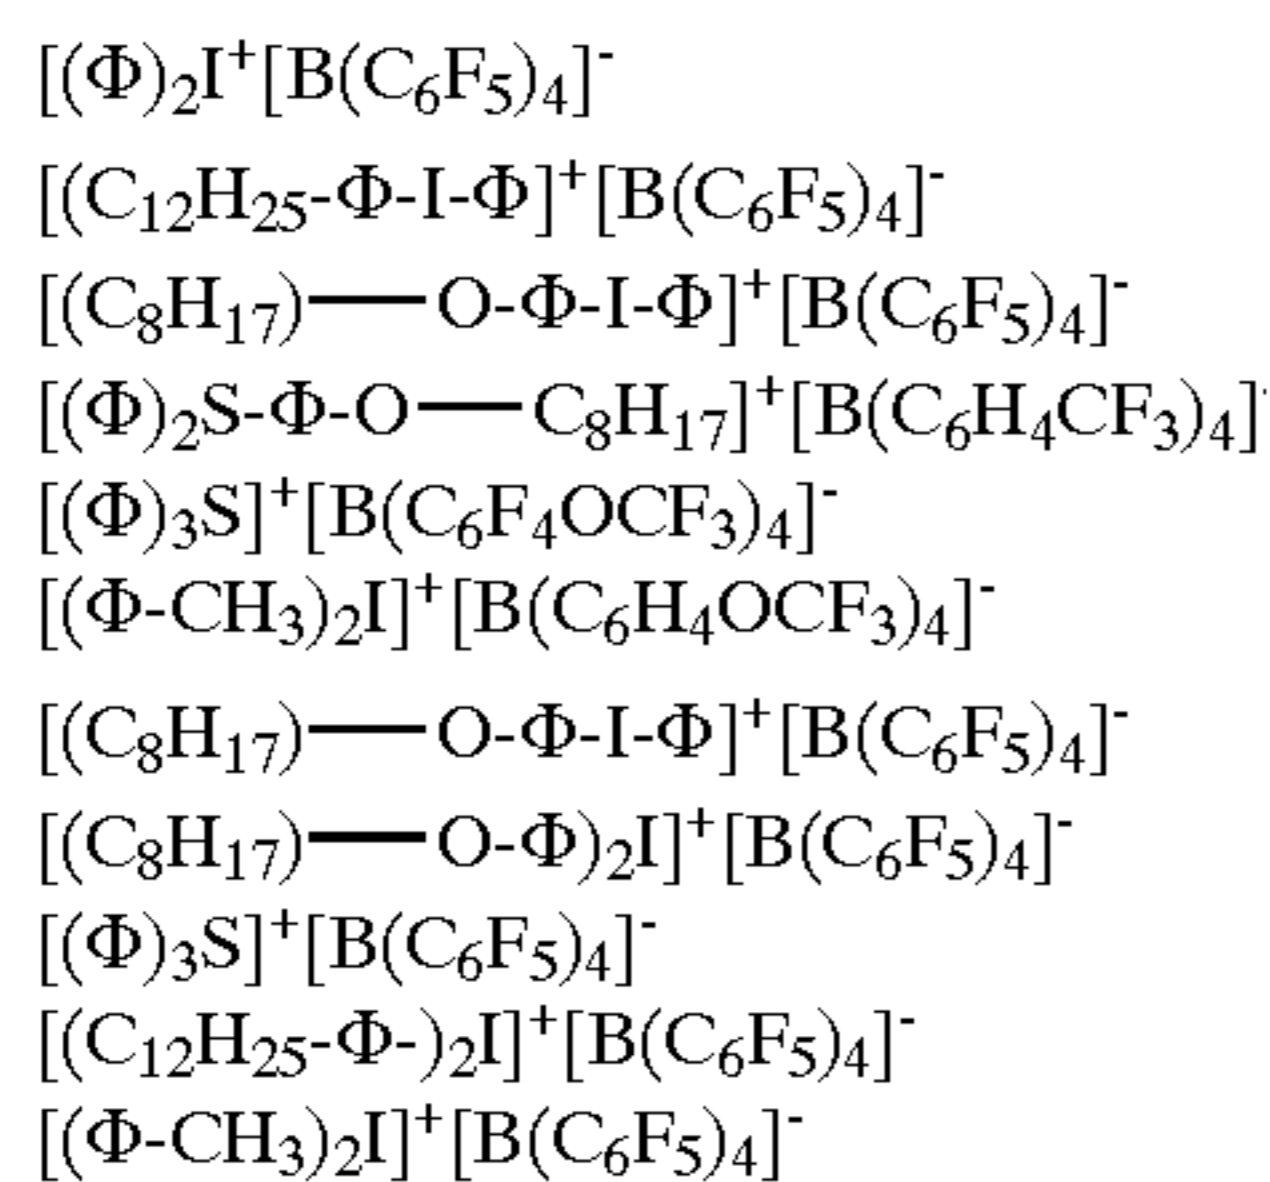 [(Φ)₂I⁺[B(C₆F₅)₄]⁻
[(C₁₂H₂₅-Φ-I-Φ]⁺[B(C₆F₅)₄]⁻
[(C₈H₁₇)—O-Φ-I-Φ]⁺[B(C₆F₅)₄]⁻
[(Φ)₂S-Φ-O—C₈H₁₇]⁺[B(C₆H₄CF₃)₄]⁻
[(Φ)₃S]⁺[B(C₆F₄OCF₃)₄]⁻
[(Φ-CH₃)₂I]⁺[B(C₆H₄OCF₃)₄]⁻
[(C₈H₁₇)—O-Φ-I-Φ]⁺[B(C₆F₅)₄]⁻
[(C₈H₁₇)—O-Φ)₂I]⁺[B(C₆F₅)₄]⁻
[(Φ)₃S]⁺[B(C₆F₅)₄]⁻
[(C₁₂H₂₅-Φ-)₂I]⁺[B(C₆F₅)₄]⁻
[(Φ-CH₃)₂I]⁺[B(C₆F₅)₄]⁻